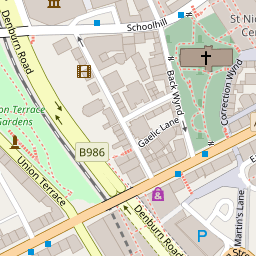 Schoolhill
St Ni
Cen
Denburn Road
Back Wynd
Correction Wynd
on Terrace
Gardens
Gaelic Lane
B986
Union Terrace
Denburn Road
P
Martin's Lane